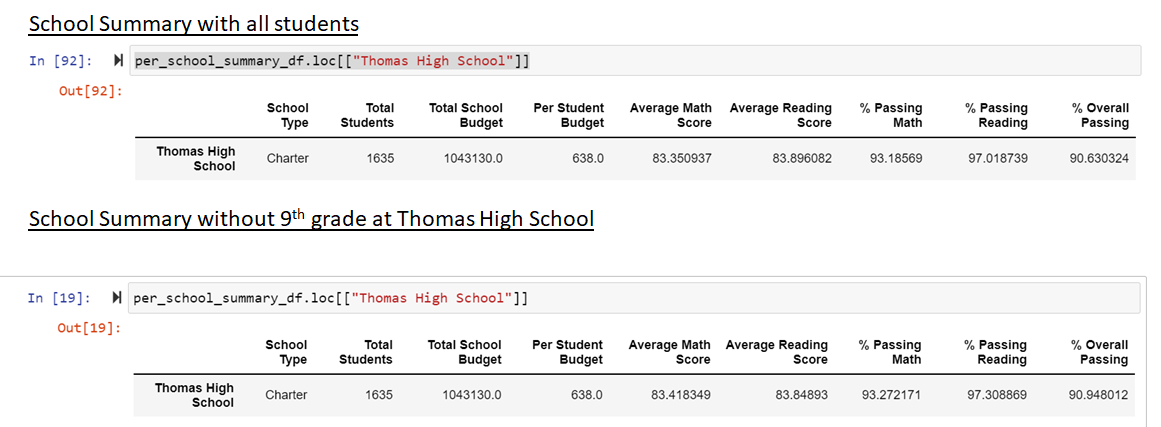 School Summary with all students
In [92]: per_school_summary_df.loc[["Thomas High School"]]
Out[92]:
School Type Total Students Total School Budget Per Student Budget Average Math Score Average Reading Score % Passing Math % Passing Reading % Overall Passing
Thomas High School Charter 1635 1043130.0 638.0 83.350937 83.896082 93.18569 97.018739 90.630324
School Summary without 9th grade at Thomas High School
In [19]: per_school_summary_df.loc[["Thomas High School"]]
Out[19]:
School Type Total Students Total School Budget Per Student Budget Average Math Score Average Reading Score % Passing Math % Passing Reading % Overall Passing
Thomas High School Charter 1635 1043130.0 638.0 83.418349 83.84893 93.272171 97.308869 90.948012